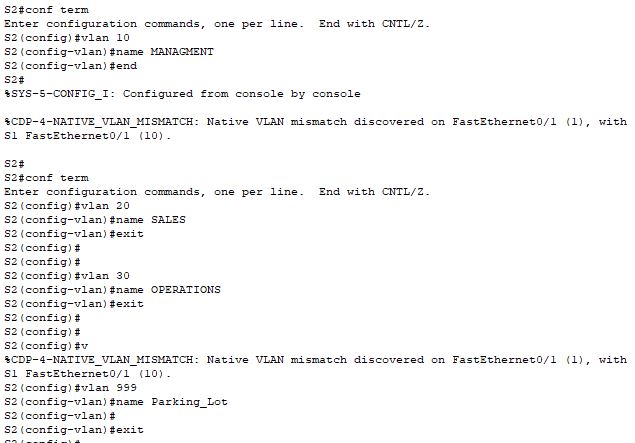 S2#conf term
Enter configuration commands, one per line.  End with CNTL/Z.
S2(config)#vlan 10
S2(config-vlan)#name MANAGMENT
S2(config-vlan)#end
S2#
%SYS-5-CONFIG_I: Configured from console by console
%CDP-4-NATIVE_VLAN_MISMATCH: Native VLAN mismatch discovered on FastEthernet0/1 (1), with
S1 FastEthernet0/1 (10).
S2#
S2#conf term
Enter configuration commands, one per line.  End with CNTL/Z.
S2(config)#vlan 20
S2(config-vlan)#name SALES
S2(config-vlan)#exit
S2(config)#
S2(config)#
S2(config)#vlan 30
S2(config-vlan)#name OPERATIONS
S2(config-vlan)#exit
S2(config)#
S2(config)#
S2(config)#v
%CDP-4-NATIVE_VLAN_MISMATCH: Native VLAN mismatch discovered on FastEthernet0/1 (1), with
S1 FastEthernet0/1 (10).
S2(config)#vlan 999
S2(config-vlan)#name Parking_Lot
S2(config-vlan)#
S2(config-vlan)#exit
S2(config)#